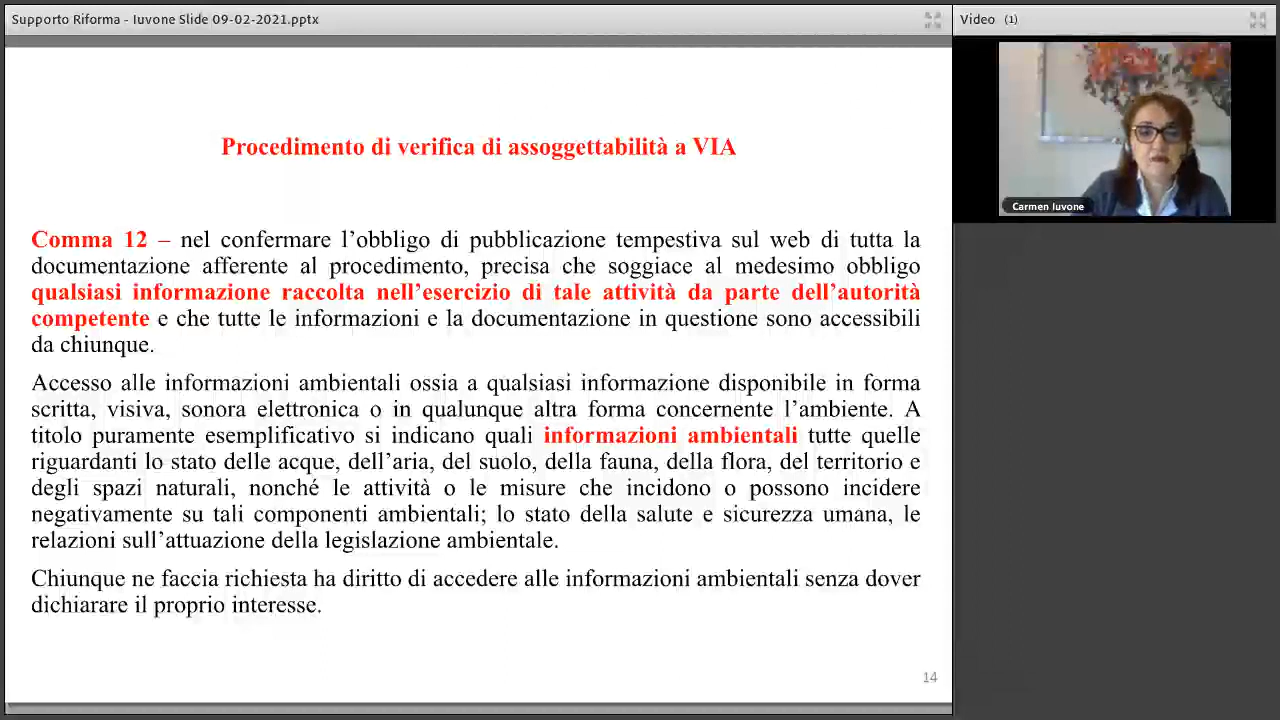 Supporto Riforma - Iuvone Slide 09-02-2021.pptx
Video (1)
Carmen Iuvone
Procedimento di verifica di assoggettabilità a VIA
Comma 12 – nel confermare l’obbligo di pubblicazione tempestiva sul web di tutta la
documentazione afferente al procedimento, precisa che soggiace al medesimo obbligo
qualsiasi informazione raccolta nell’esercizio di tale attività da parte dell’autorità
competente e che tutte le informazioni e la documentazione in questione sono accessibili
da chiunque.
Accesso alle informazioni ambientali ossia a qualsiasi informazione disponibile in forma
scritta, visiva, sonora elettronica o in qualunque altra forma concernente l’ambiente. A
titolo puramente esemplificativo si indicano quali informazioni ambientali tutte quelle
riguardanti lo stato delle acque, dell’aria, del suolo, della fauna, della flora, del territorio e
degli spazi naturali, nonché le attività o le misure che incidono o possono incidere
negativamente su tali componenti ambientali; lo stato della salute e sicurezza umana, le
relazioni sull’attuazione della legislazione ambientale.
Chiunque ne faccia richiesta ha diritto di accedere alle informazioni ambientali senza dover
dichiarare il proprio interesse.
14